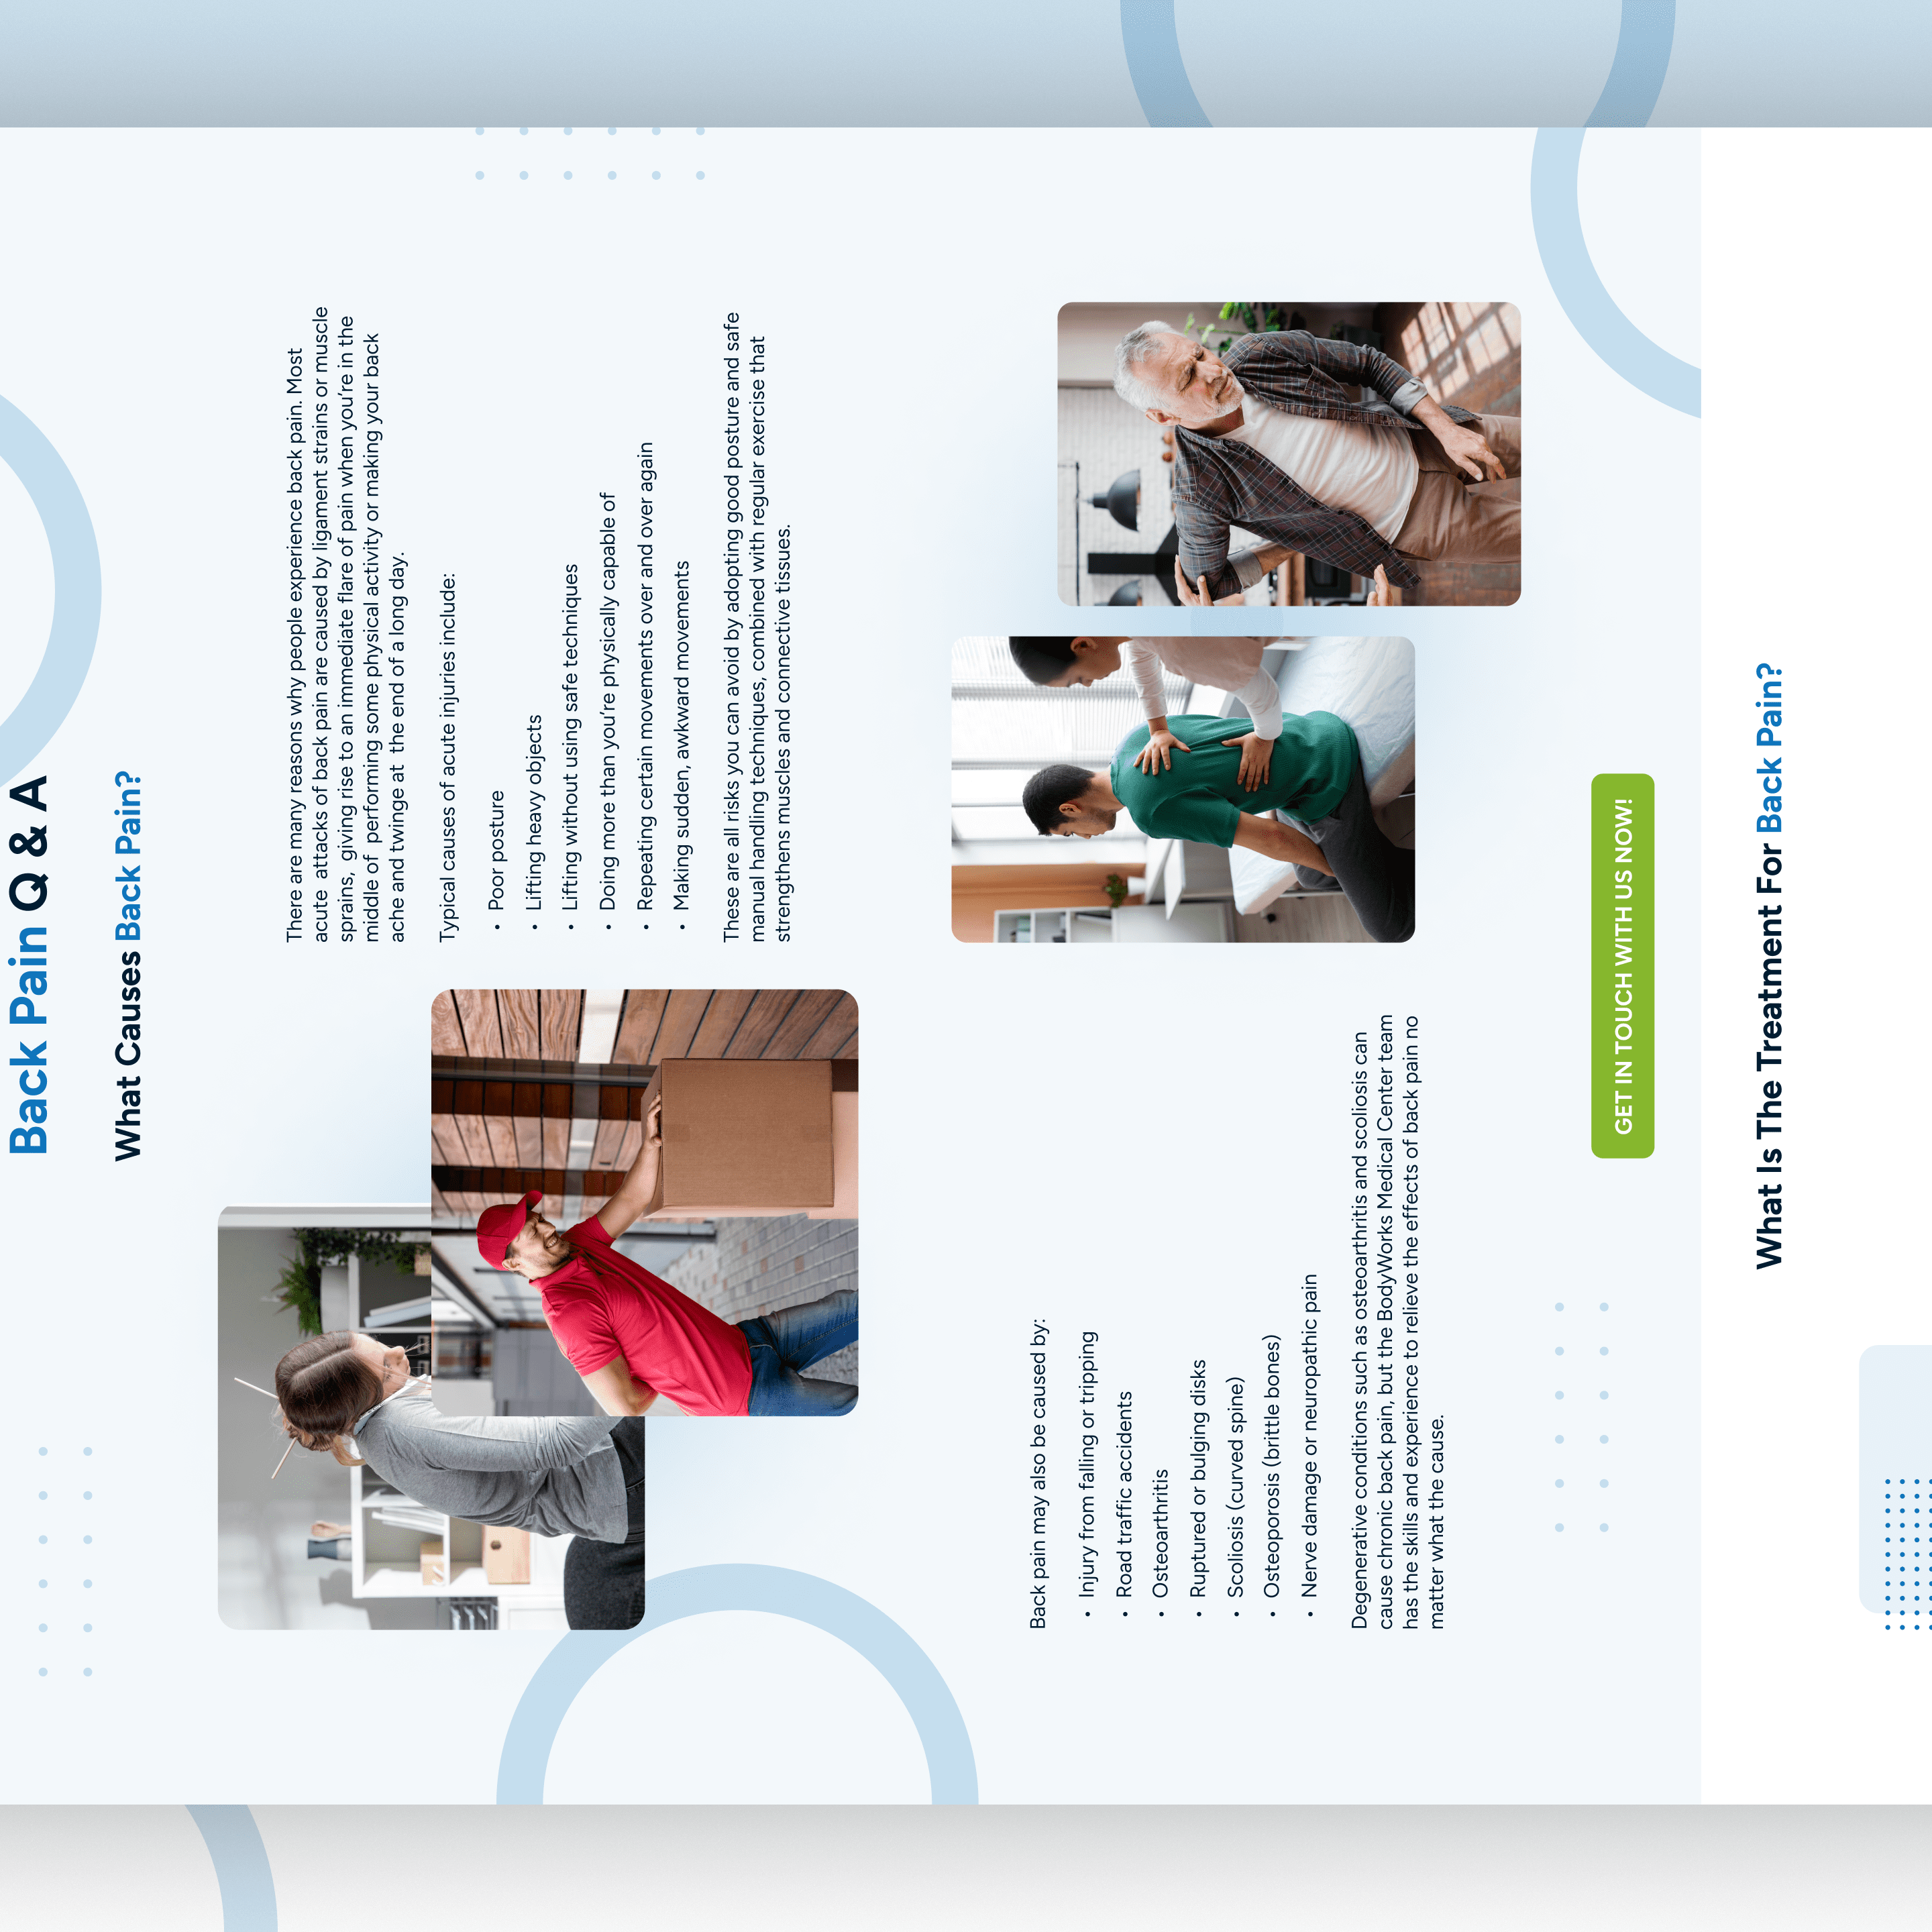 Back Pain Q & A
What Causes Back Pain?
There are many reasons why people experience back pain. Most
acute attacks of back pain are caused by ligament strains or muscle
sprains, giving rise to an immediate flare of pain when you're in the
middle of performing some physical activity or making your back
ache and twinge at the end of a long day.
Typical causes of acute injuries include:
• Poor posture
• Lifting heavy objects
• Lifting without using safe techniques
• Doing more than you're physically capable of
• Repeating certain movements over and over again
• Making sudden, awkward movements
These are all risks you can avoid by adopting good posture and safe
manual handling techniques, combined with regular exercise that
strengthens muscles and connective tissues.
Back pain may also be caused by:
• Injury from falling or tripping
• Road traffic accidents
• Osteoarthritis
• Ruptured or bulging disks
• Scoliosis (curved spine)
• Osteoporosis (brittle bones)
• Nerve damage or neuropathic pain
Degenerative conditions such as osteoarthritis and scoliosis can
cause chronic back pain, but the BodyWorks Medical Center team
has the skills and experience to relieve the effects of back pain no
matter what the cause.
GET IN TOUCH WITH US NOW!
What Is The Treatment For Back Pain?